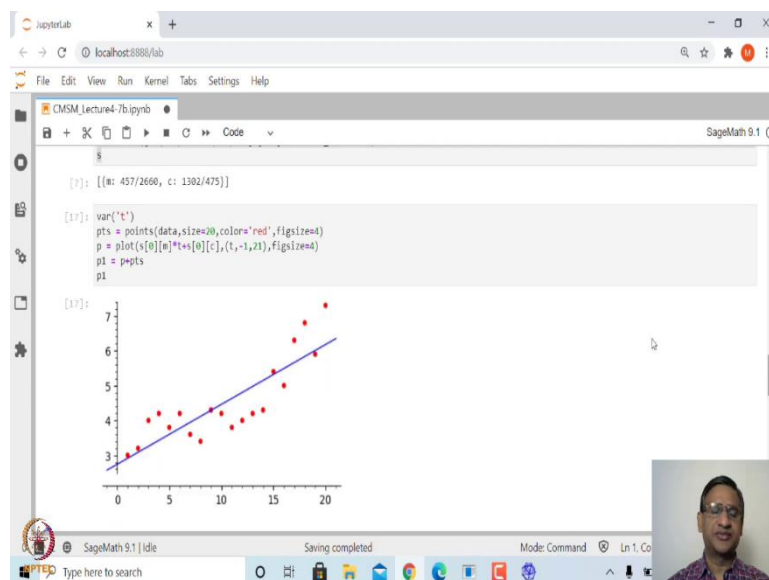 JupyterLab
localhost:8888/lab
M
File Edit View Run Kernel Tabs Settings Help
CMSM_Lecture4-7b.ipynb
Code
SageMath 9.1
s
[7]: [{m: 457/2660, c: 1302/475}]
[17]: var('t')
pts = points(data,size=20,color='red',figsize=4)
p = plot(s[0][m]*t+s[0][c],(t,-1,21),figsize=4)
p1 = p+pts
p1
[17]:
7
6
5
4
3
0 5 10 15 20
SageMath 9.1 | Idle Saving completed Mode: Command Ln 1, Co
NPTEL
Type here to search